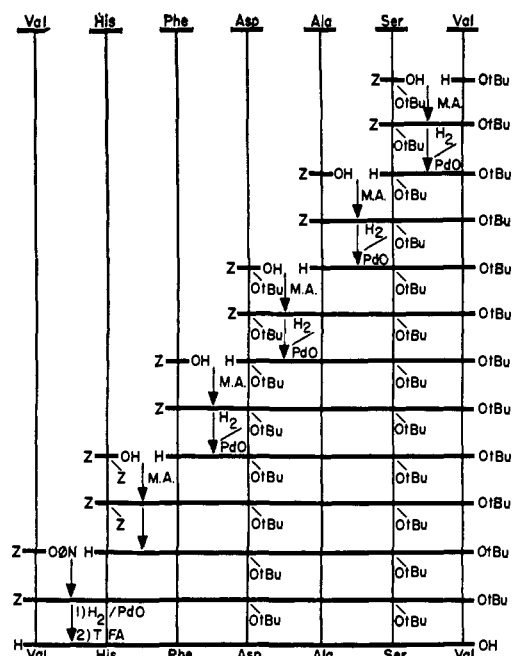 Val His Phe Asp Ala Ser Val
Z OH H OtBu
OtBu M.A.
Z OtBu
OtBu H2
Z OH H PdO OtBu
M.A. OtBu
Z OtBu
H2 OtBu
Z OH H PdO OtBu
OtBu M.A. OtBu
Z OtBu
OtBu H2 OtBu
Z OH H PdO OtBu
M.A. OtBu OtBu
Z OtBu
H2 OtBu OtBu
Z OH H PdO OtBu
Z M.A. OtBu OtBu
Z OtBu
Z OtBu OtBu
Z OØN H OtBu
OtBu OtBu
Z OtBu
1) H2/PdO OtBu OtBu
2) TFA
H OH
Val His Phe Asp Ala Ser Val